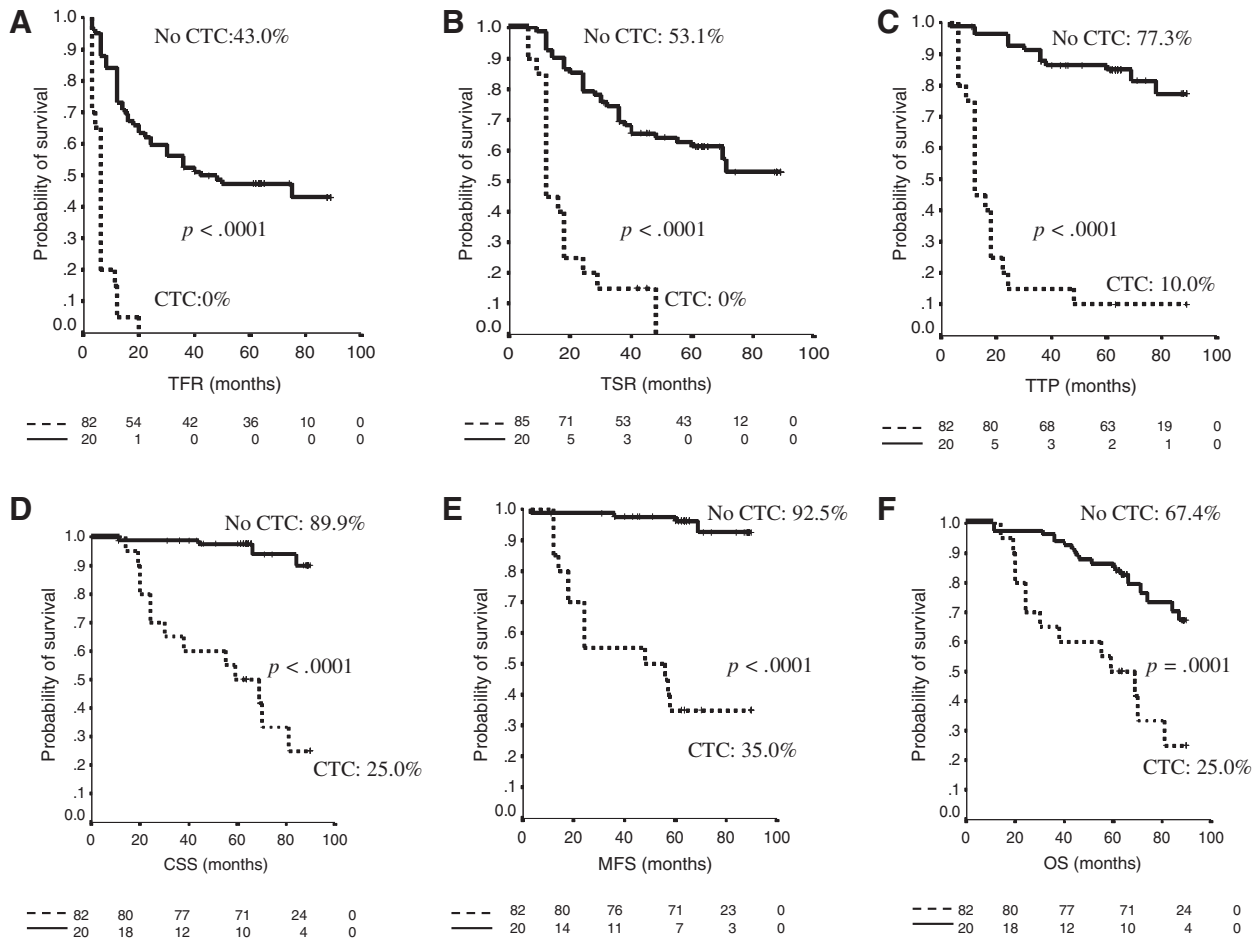 A
1.0
.9
.8
.7
.6
.5
.4
.3
.2
.1
0.0
Probability of survival
No CTC:43.0%
p < .0001
CTC:0%
0 20 40 60 80 100
TFR (months)
82 54 42 36 10 0
20 1 0 0 0 0
B
1.0
.9
.8
.7
.6
.5
.4
.3
.2
.1
0.0
Probability of survival
No CTC: 53.1%
p < .0001
CTC: 0%
0 20 40 60 80 100
TSR (months)
85 71 53 43 12 0
20 5 3 0 0 0
C
1.0
.9
.8
.7
.6
.5
.4
.3
.2
.1
0.0
Probability of survival
No CTC: 77.3%
p < .0001
CTC: 10.0%
0 20 40 60 80 100
TTP (months)
82 80 68 63 19 0
20 5 3 2 1 0
D
1.0
.9
.8
.7
.6
.5
.4
.3
.2
.1
0.0
Probability of survival
No CTC: 89.9%
p < .0001
CTC: 25.0%
0 20 40 60 80 100
CSS (months)
82 80 77 71 24 0
20 18 12 10 4 0
E
1.0
.9
.8
.7
.6
.5
.4
.3
.2
.1
0.0
Probability of survival
No CTC: 92.5%
p < .0001
CTC: 35.0%
0 20 40 60 80 100
MFS (months)
82 80 76 71 23 0
20 14 11 7 3 0
F
1.0
.9
.8
.7
.6
.5
.4
.3
.2
.1
0.0
Probability of survival
No CTC: 67.4%
p = .0001
CTC: 25.0%
0 20 40 60 80 100
OS (months)
82 80 77 71 24 0
20 18 12 10 4 0